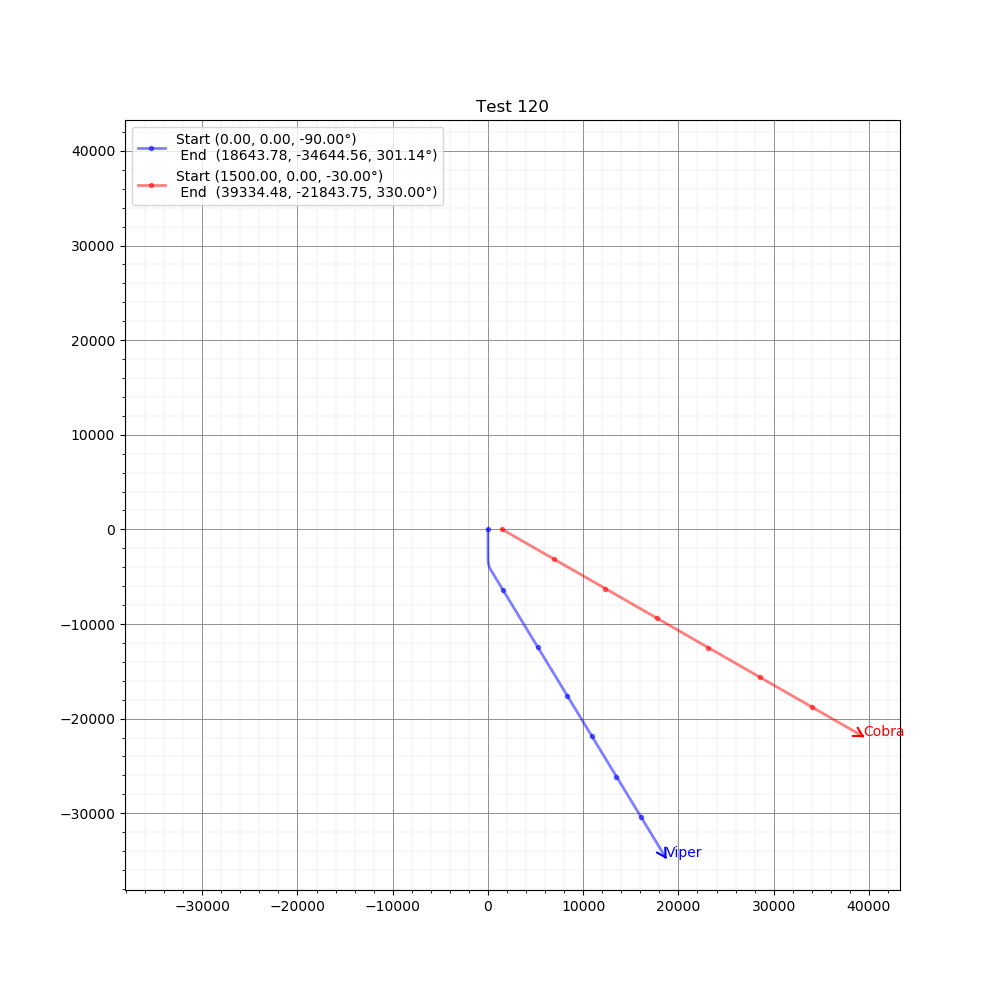 Test 120
Start (0.00, 0.00, -90.00°)
End (18643.78, -34644.56, 301.14°)
Start (1500.00, 0.00, -30.00°)
End (39334.48, -21843.75, 330.00°)
40000
30000
20000
10000
0
−10000
−20000
−30000
Cobra
Viper
−30000 −20000 −10000 0 10000 20000 30000 40000